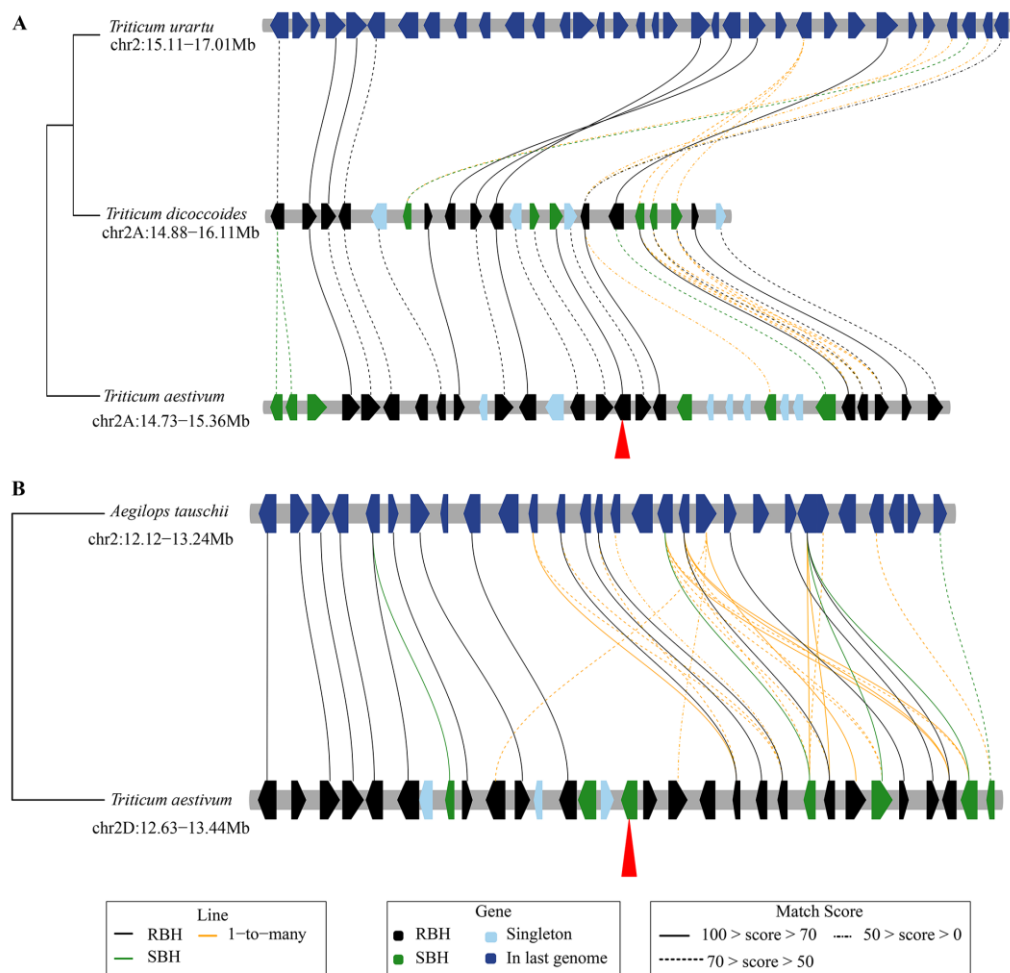 A
Triticum urartu
chr2:15.11−17.01Mb
Triticum dicoccoides
chr2A:14.88−16.11Mb
Triticum aestivum
chr2A:14.73−15.36Mb
B
Aegilops tauschii
chr2:12.12−13.24Mb
Triticum aestivum
chr2D:12.63−13.44Mb
Line
RBH
1−to−many
SBH
Gene
RBH
Singleton
SBH
In last genome
Match Score
100 > score > 70
50 > score > 0
70 > score > 50